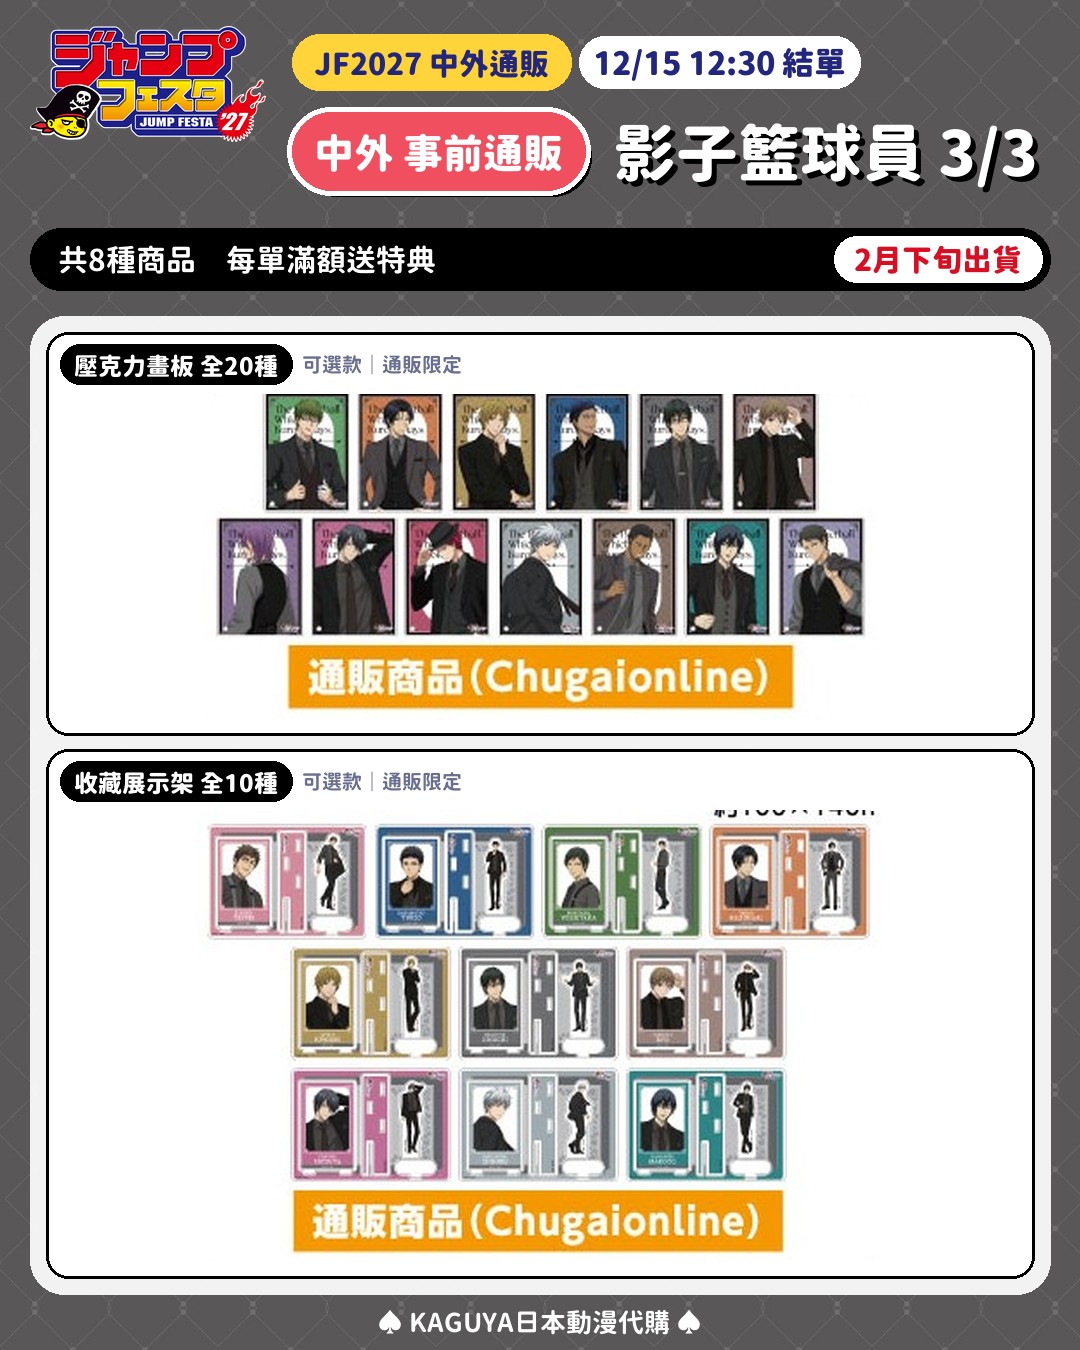 ジャンプ
フェスタ
JUMP FESTA '27
JF2027 中外通販
12/15 12:30 結單
中外 事前通販
影子籃球員 3/3
共8種商品 每單滿額送特典
2月下旬出貨
壓克力畫板 全20種
可選款｜通販限定
通販商品(Chugaionline)
收藏展示架 全10種
可選款｜通販限定
通販商品(Chugaionline)
♠ KAGUYA日本動漫代購 ♠